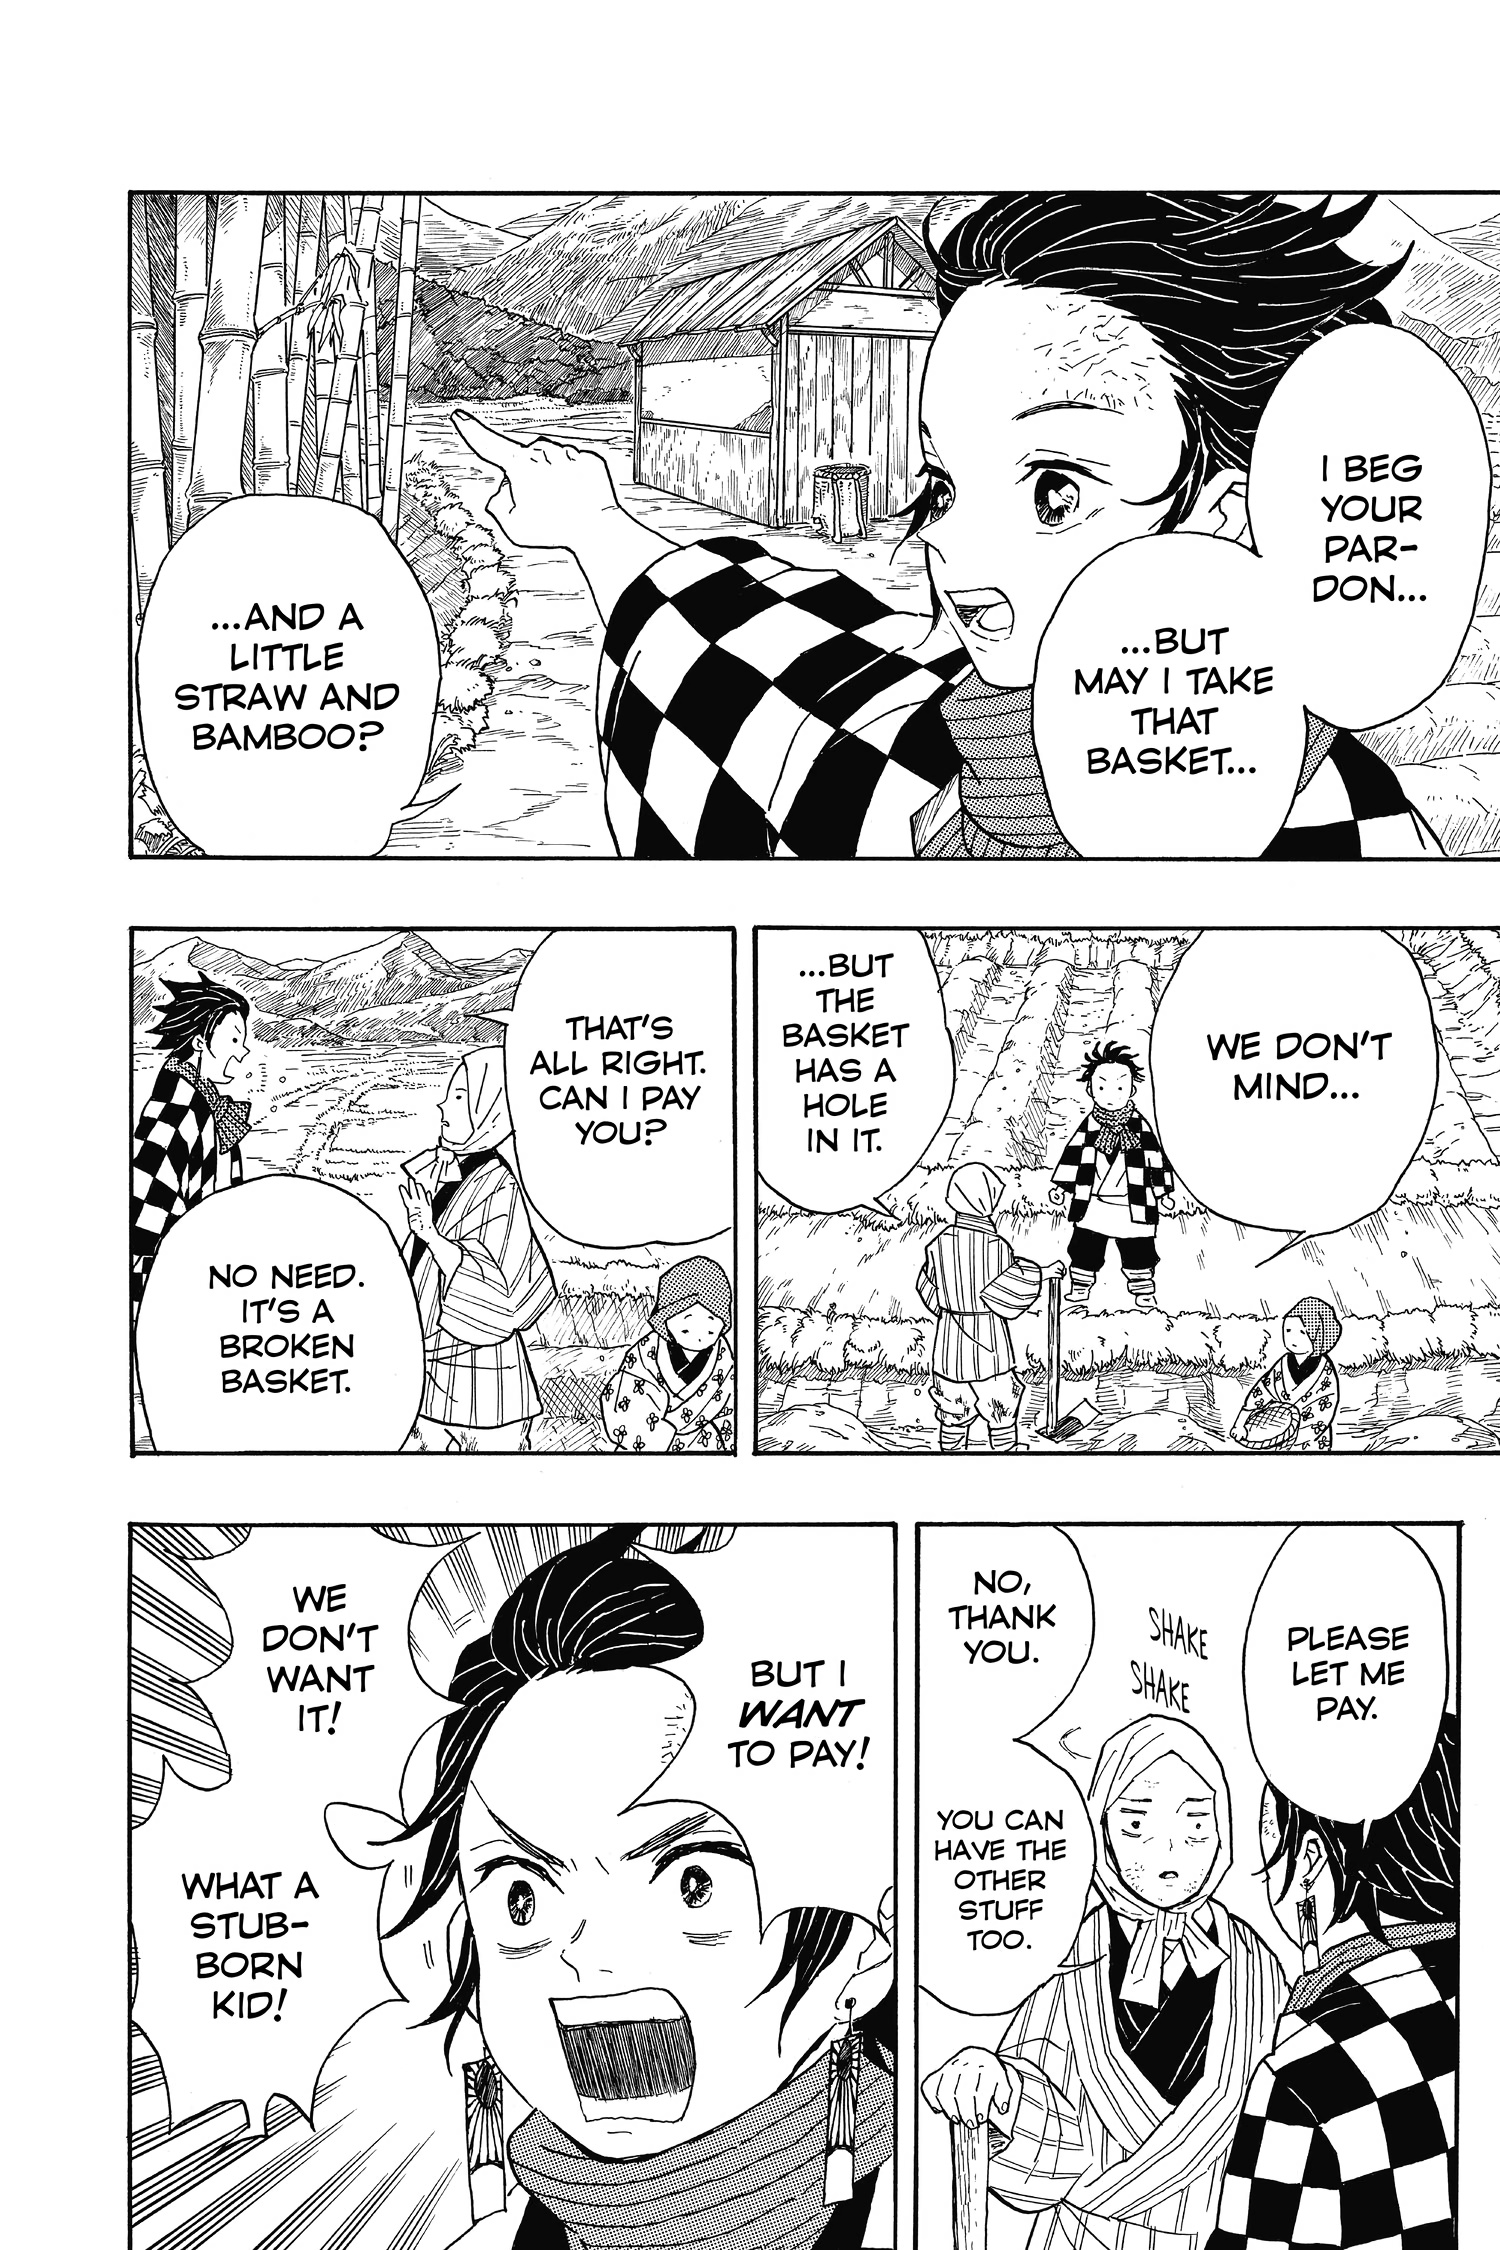 I BEG
YOUR
PAR-
DON...
...BUT
MAY I TAKE
THAT
BASKET...
...AND A
LITTLE
STRAW AND
BAMBOO?
WE DON'T
MIND...
...BUT
THE
BASKET
HAS A
HOLE
IN IT.
THAT'S
ALL RIGHT.
CAN I PAY
YOU?
NO NEED.
IT'S A
BROKEN
BASKET.
PLEASE
LET ME
PAY.
SHAKE
SHAKE
NO,
THANK
YOU.
YOU CAN
HAVE THE
OTHER
STUFF
TOO.
BUT I
WANT
TO PAY!
WE
DON'T
WANT
IT!
WHAT A
STUB-
BORN
KID!